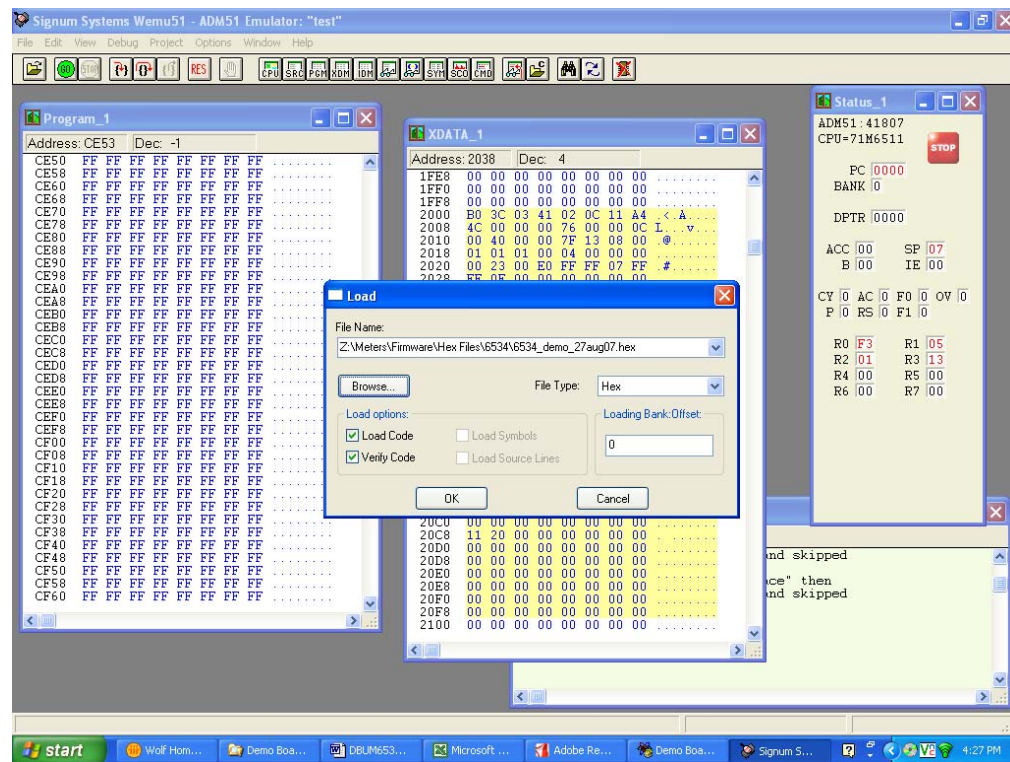 Signum Systems Wemu51 - ADM51 Emulator: "test"
File Edit View Debug Project Options Window Help
GO STOP RES CPU SRC PGM XDM IDM SYM SCO CMD
Program_1
Address: CE53 Dec: -1
CE50 FF FF FF FF FF FF FF FF ........
CE58 FF FF FF FF FF FF FF FF ........
CE60 FF FF FF FF FF FF FF FF ........
CE68 FF FF FF FF FF FF FF FF ........
CE70 FF FF FF FF FF FF FF FF ........
CE78 FF FF FF FF FF FF FF FF ........
CE80 FF FF FF FF FF FF FF FF ........
CE88 FF FF FF FF FF FF FF FF ........
CE90 FF FF FF FF FF FF FF FF ........
CE98 FF FF FF FF FF FF FF FF ........
CEA0 FF FF FF FF FF FF FF FF ........
CEA8 FF FF FF FF FF FF FF FF ........
CEB0 FF FF FF FF FF FF FF FF ........
CEB8 FF FF FF FF FF FF FF FF ........
CEC0 FF FF FF FF FF FF FF FF ........
CEC8 FF FF FF FF FF FF FF FF ........
CED0 FF FF FF FF FF FF FF FF ........
CED8 FF FF FF FF FF FF FF FF ........
CEE0 FF FF FF FF FF FF FF FF ........
CEE8 FF FF FF FF FF FF FF FF ........
CEF0 FF FF FF FF FF FF FF FF ........
CEF8 FF FF FF FF FF FF FF FF ........
CF00 FF FF FF FF FF FF FF FF ........
CF08 FF FF FF FF FF FF FF FF ........
CF10 FF FF FF FF FF FF FF FF ........
CF18 FF FF FF FF FF FF FF FF ........
CF20 FF FF FF FF FF FF FF FF ........
CF28 FF FF FF FF FF FF FF FF ........
CF30 FF FF FF FF FF FF FF FF ........
CF38 FF FF FF FF FF FF FF FF ........
CF40 FF FF FF FF FF FF FF FF ........
CF48 FF FF FF FF FF FF FF FF ........
CF50 FF FF FF FF FF FF FF FF ........
CF58 FF FF FF FF FF FF FF FF ........
CF60 FF FF FF FF FF FF FF FF ........
XDATA_1
Address: 2038 Dec: 4
1FE8 00 00 00 00 00 00 00 00 ........
1FF0 00 00 00 00 00 00 00 00 ........
1FF8 00 00 00 00 00 00 00 00 ........
2000 B0 3C 03 41 02 0C 11 A4 .<.A....
2008 4C 00 00 00 76 00 00 0C L...v...
2010 00 40 00 00 7F 13 08 00 .@......
2018 01 01 01 00 04 00 00 00 ........
2020 00 23 00 E0 FF FF 07 FF .#......
2028 FF 0F 00 00 00 00 00 00
20C0 00 00 00 00 00 00 00 00 ........
20C8 11 20 00 00 00 00 00 00 . ......
20D0 00 00 00 00 00 00 00 00 ........
20D8 00 00 00 00 00 00 00 00 ........
20E0 00 00 00 00 00 00 00 00 ........
20E8 00 00 00 00 00 00 00 00 ........
20F0 00 00 00 00 00 00 00 00 ........
20F8 00 00 00 00 00 00 00 00 ........
2100 00 00 00 00 00 00 00 00 ........
Load
File Name:
Z:\Meters\Firmware\Hex Files\6534\6534_demo_27aug07.hex
Browse... File Type: Hex
Load options: Loading Bank:Offset:
Load Code Load Symbols 0
Verify Code Load Source Lines
OK Cancel
Status_1
ADM51:41807
CPU=71M6511
STOP
PC 0000
BANK 0
DPTR 0000
ACC 00 SP 07
B 00 IE 00
CY 0 AC 0 F0 0 OV 0
P 0 RS 0 F1 0
R0 F3 R1 05
R2 01 R3 13
R4 00 R5 00
R6 00 R7 00
nd skipped
ce" then
nd skipped
start Wolf Hom... Demo Boa... DBUM653... Microsoft ... Adobe Re... Demo Boa... Signum S... 4:27 PM